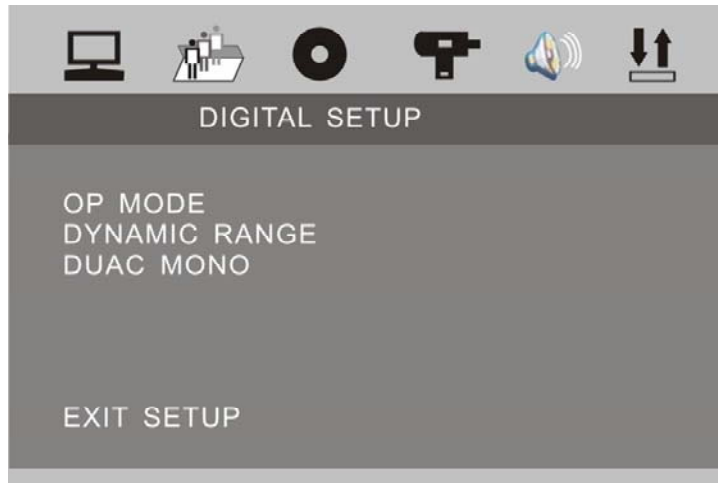 DIGITAL SETUP
OP MODE
DYNAMIC RANGE
DUAC MONO
EXIT SETUP